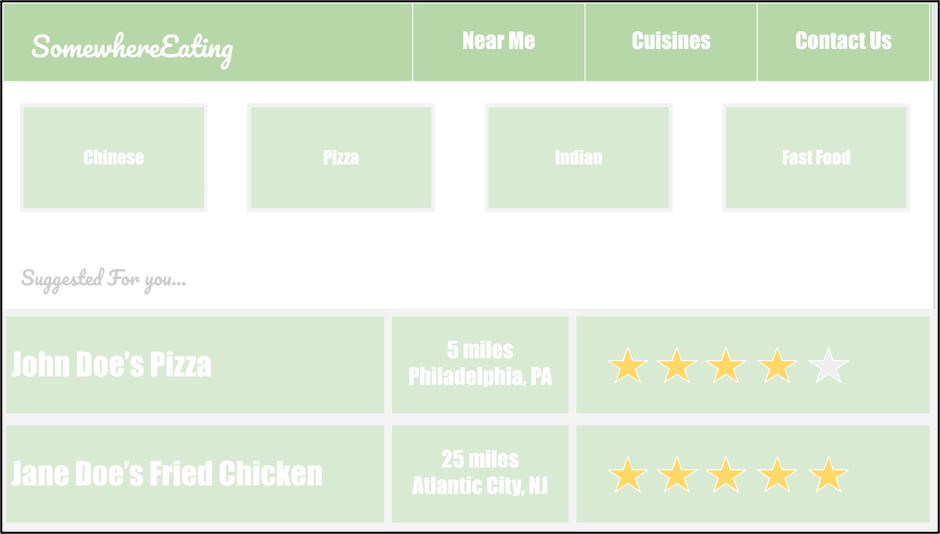 SomewhereEating
Near Me
Cuisines
Contact Us
Chinese
Pizza
Indian
Fast Food
Suggested For you...
John Doe's Pizza
5 miles
Philadelphia, PA
Jane Doe's Fried Chicken
25 miles
Atlantic City, NJ